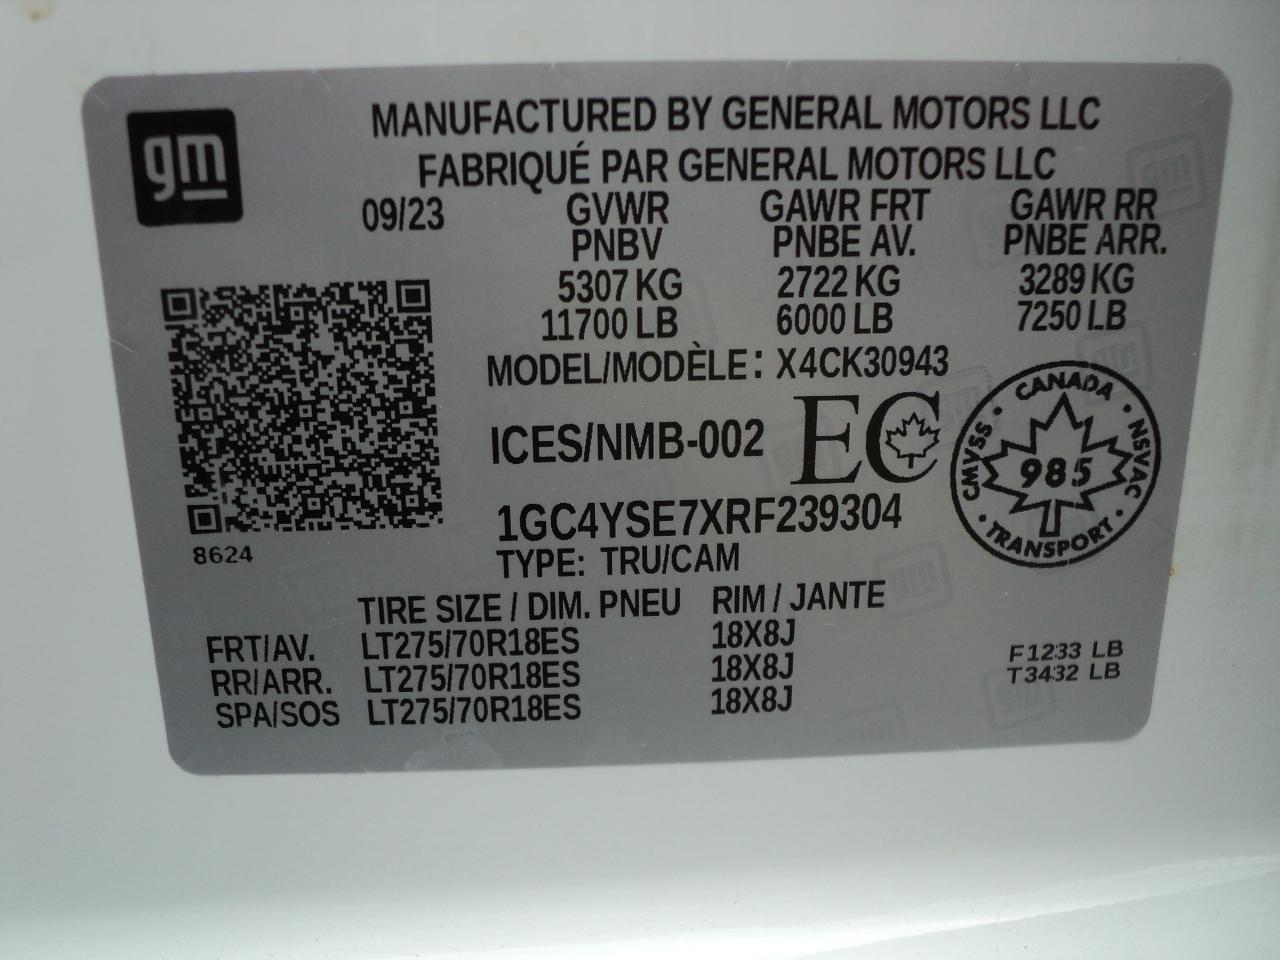 gm
MANUFACTURED BY GENERAL MOTORS LLC
FABRIQUÉ PAR GENERAL MOTORS LLC
09/23 GVWR GAWR FRT GAWR RR
PNBV PNBE AV. PNBE ARR.
5307 KG 2722 KG 3289 KG
11700 LB 6000 LB 7250 LB
MODEL/MODÈLE: X4CK30943
ICES/NMB-002 EC
CANADA
CMVSS NSVAC
985
TRANSPORT
1GC4YSE7XRF239304
8624
TYPE: TRU/CAM
TIRE SIZE / DIM. PNEU RIM / JANTE
FRT/AV. LT275/70R18ES 18X8J
RR/ARR. LT275/70R18ES 18X8J
SPA/SOS LT275/70R18ES 18X8J
F1233 LB
T3432 LB